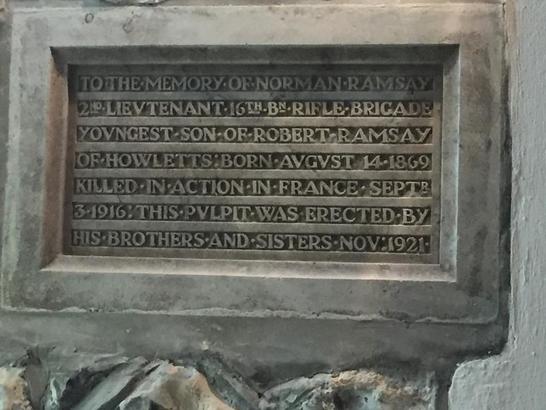 TO·THE·MEMORY·OF·NORMAN·RAMSAY
2ND·LIEVTENANT·16TH·BN·RIFLE·BRIGADE
YOVNGEST·SON·OF·ROBERT·RAMSAY
OF·HOWLETTS:BORN·AVGVST·14·1869
KILLED·IN·ACTION·IN·FRANCE·SEPTR
3·1916:THIS·PVLPIT·WAS·ERECTED·BY
HIS·BROTHERS·AND·SISTERS·NOV:1921·